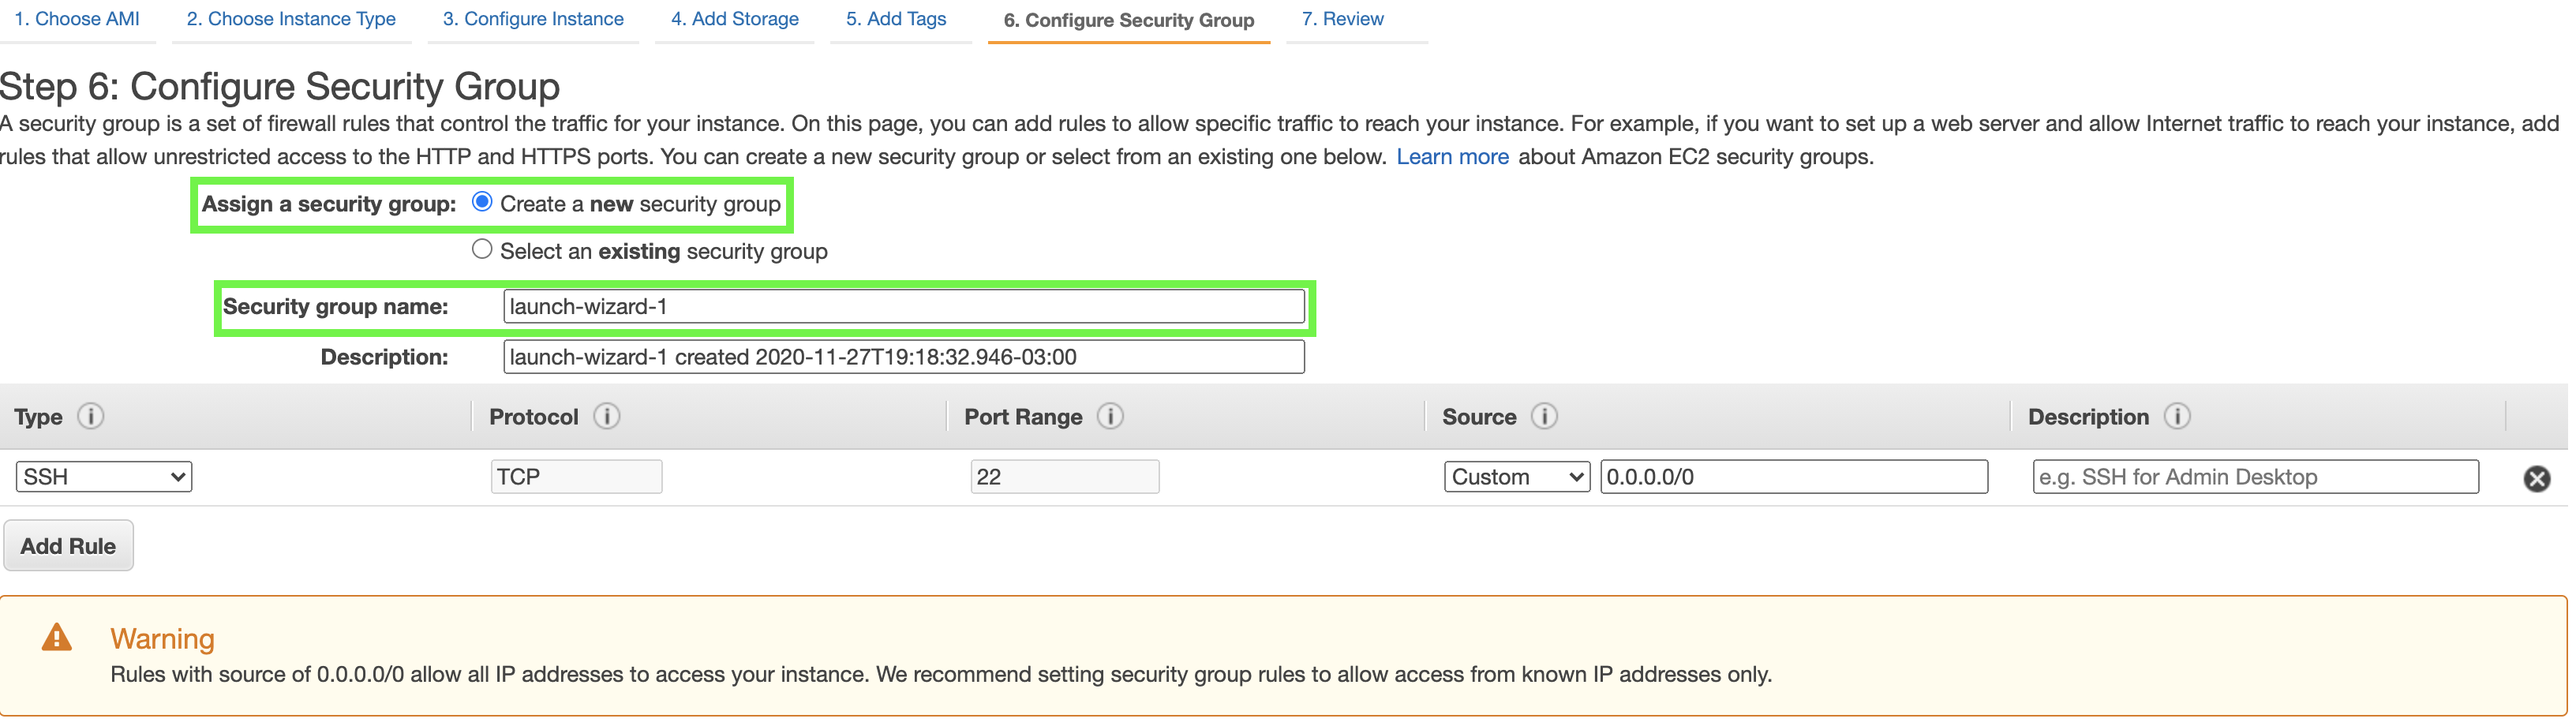 1. Choose AMI 2. Choose Instance Type 3. Configure Instance 4. Add Storage 5. Add Tags 6. Configure Security Group 7. Review
Step 6: Configure Security Group
A security group is a set of firewall rules that control the traffic for your instance. On this page, you can add rules to allow specific traffic to reach your instance. For example, if you want to set up a web server and allow Internet traffic to reach your instance, add
rules that allow unrestricted access to the HTTP and HTTPS ports. You can create a new security group or select from an existing one below. Learn more about Amazon EC2 security groups.
Assign a security group: Create a new security group
Select an existing security group
Security group name: launch-wizard-1
Description: launch-wizard-1 created 2020-11-27T19:18:32.946-03:00
Type i Protocol i Port Range i Source i Description i
SSH TCP 22 Custom 0.0.0.0/0 e.g. SSH for Admin Desktop
Add Rule
Warning
Rules with source of 0.0.0.0/0 allow all IP addresses to access your instance. We recommend setting security group rules to allow access from known IP addresses only.